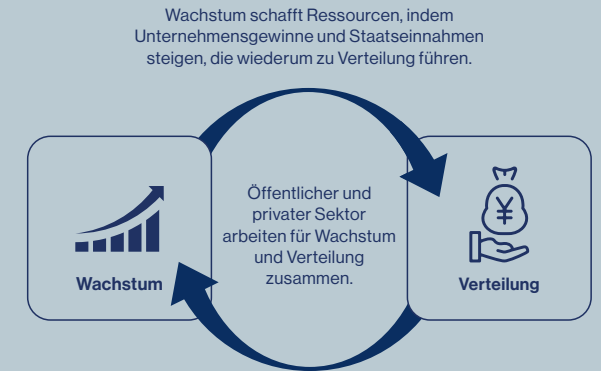 Wachstum schafft Ressourcen, indem
Unternehmensgewinne und Staatseinnahmen
steigen, die wiederum zu Verteilung führen.
Öffentlicher und
privater Sektor
arbeiten für Wachstum
und Verteilung
zusammen.
¥
Wachstum
Verteilung